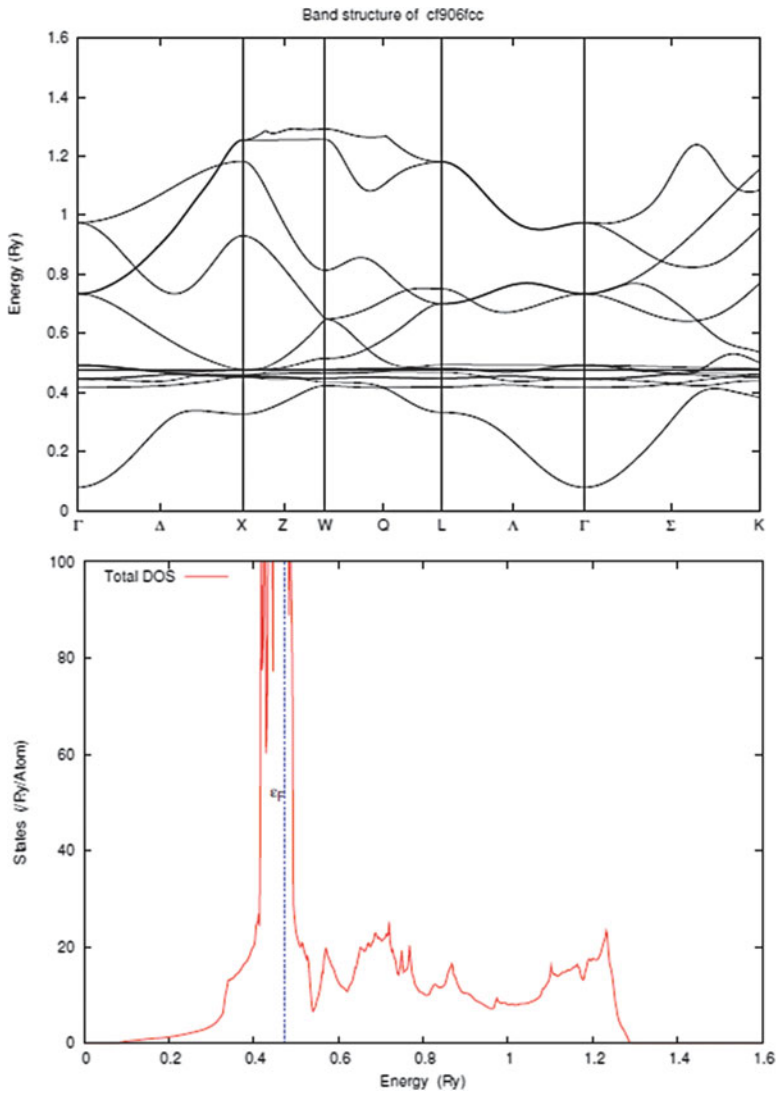 Band structure of cf906fcc
Energy (Ry)
1.6
1.4
1.2
1
0.8
0.6
0.4
0.2
0
Γ Δ X Z W Q L Λ Γ Σ K
Total DOS
States (/Ry/Atom)
100
80
60
40
20
0
εF
0 0.2 0.4 0.6 0.8 1 1.2 1.4 1.6
Energy (Ry)